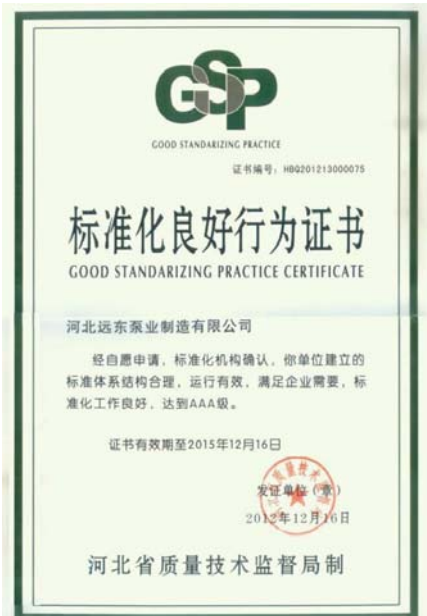 GSP
GOOD STANDARIZING PRACTICE
证书编号：HBQ201213000075
标准化良好行为证书
GOOD STANDARIZING PRACTICE CERTIFICATE
河北远东泵业制造有限公司
经自愿申请，标准化机构确认，你单位建立的
标准体系结构合理，运行有效，满足企业需要，标
准化工作良好，达到AAA级。
证书有效期至2015年12月16日
发证单位（章）
2012年12月16日
河北省质量技术监督局制